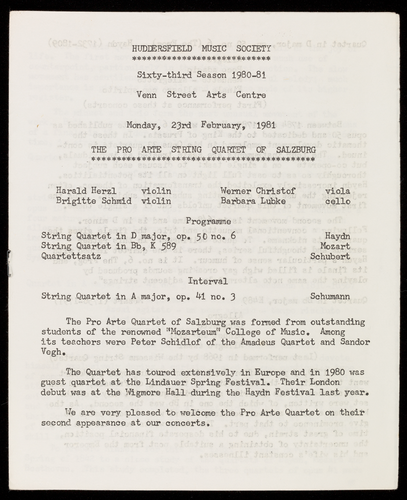 HUDDERSFIELD MUSIC SOCIETY
****************************
Sixty-third Season 1980-81
Venn Street Arts Centre
Monday, 23rd February, 1981
THE PRO ARTE STRING QUARTET OF SALZBURG
*****************************************
Harald Herzl violin Werner Christof viola
Brigitte Schmid violin Barbara Lubke cello
Programme
String Quartet in D major, op. 50 no. 6 Haydn
String Quartet in Bb, K 589 Mozart
Quartettsatz Schubert
Interval
String Quartet in A major, op. 41 no. 3 Schumann
The Pro Arte Quartet of Salzburg was formed from outstanding
students of the renowned "Mozarteum" College of Music. Among
its teachers were Peter Schidlof of the Amadeus Quartet and Sandor
Vegh.
The Quartet has toured extensively in Europe and in 1980 was
guest quartet at the Lindauer Spring Festival. Their London
debut was at the Wigmore Hall during the Haydn Festival last year.
We are very pleased to welcome the Pro Arte Quartet on their
second appearance at our concerts.